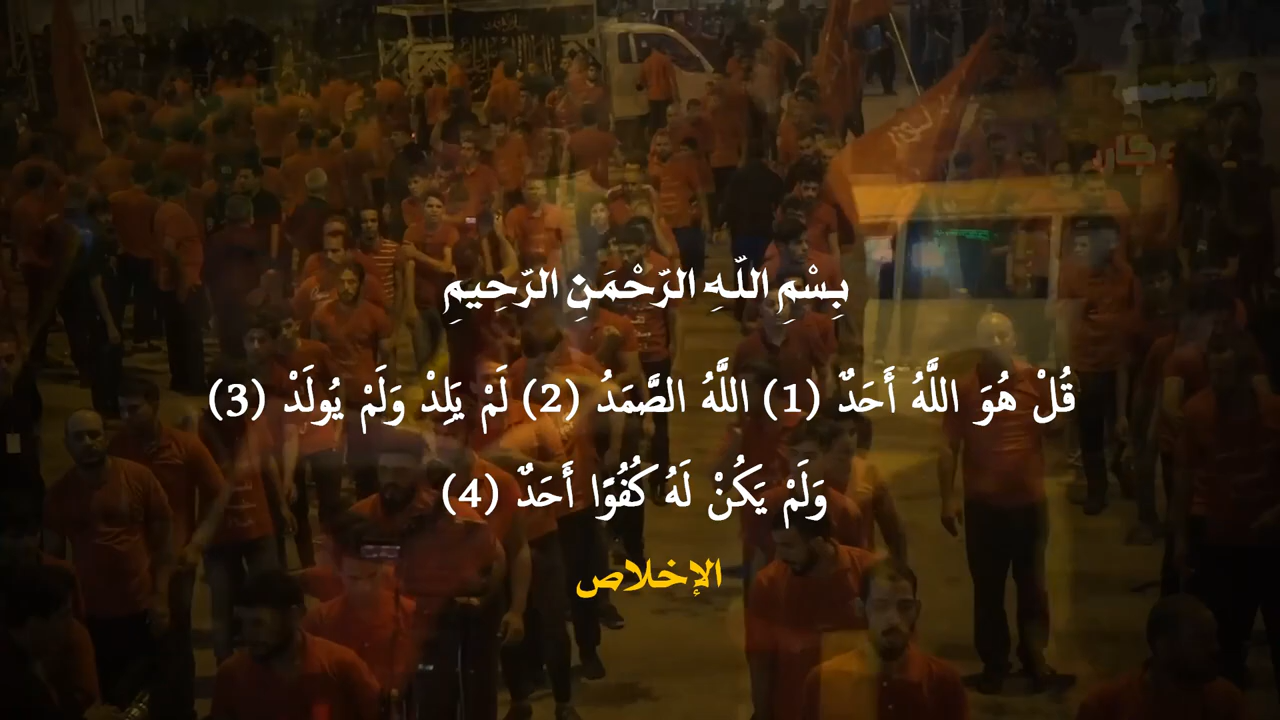 بِسْمِ اللّهِ الرّحْمَنِ الرّحِيمِ
قُلْ هُوَ اللَّهُ أَحَدٌ (1) اللَّهُ الصَّمَدُ (2) لَمْ يَلِدْ وَلَمْ يُولَدْ (3)
وَلَمْ يَكُنْ لَهُ كُفُوًا أَحَدٌ (4)
الإخلاص